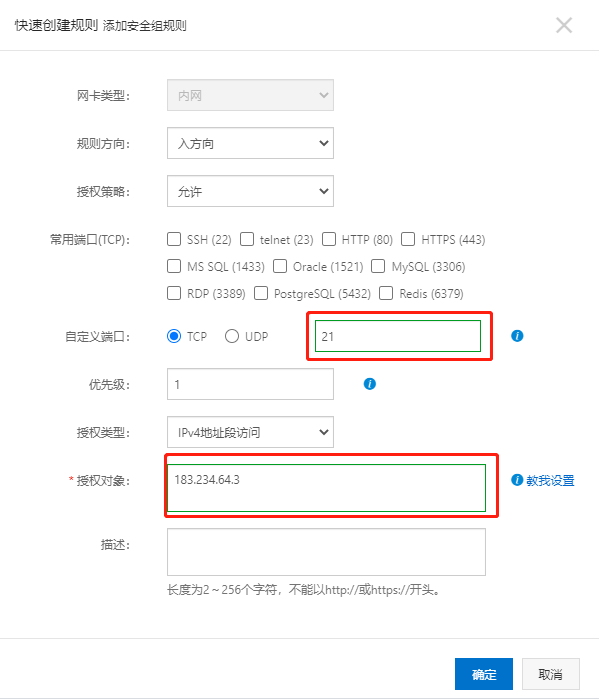 快速创建规则 添加安全组规则
网卡类型: 内网
规则方向: 入方向
授权策略: 允许
常用端口(TCP): SSH (22) telnet (23) HTTP (80) HTTPS (443)
MS SQL (1433) Oracle (1521) MySQL (3306)
RDP (3389) PostgreSQL (5432) Redis (6379)
自定义端口: TCP UDP 21
优先级: 1
授权类型: IPv4地址段访问
* 授权对象: 183.234.64.3 教我设置
描述:
长度为2～256个字符，不能以http://或https://开头。
确定 取消